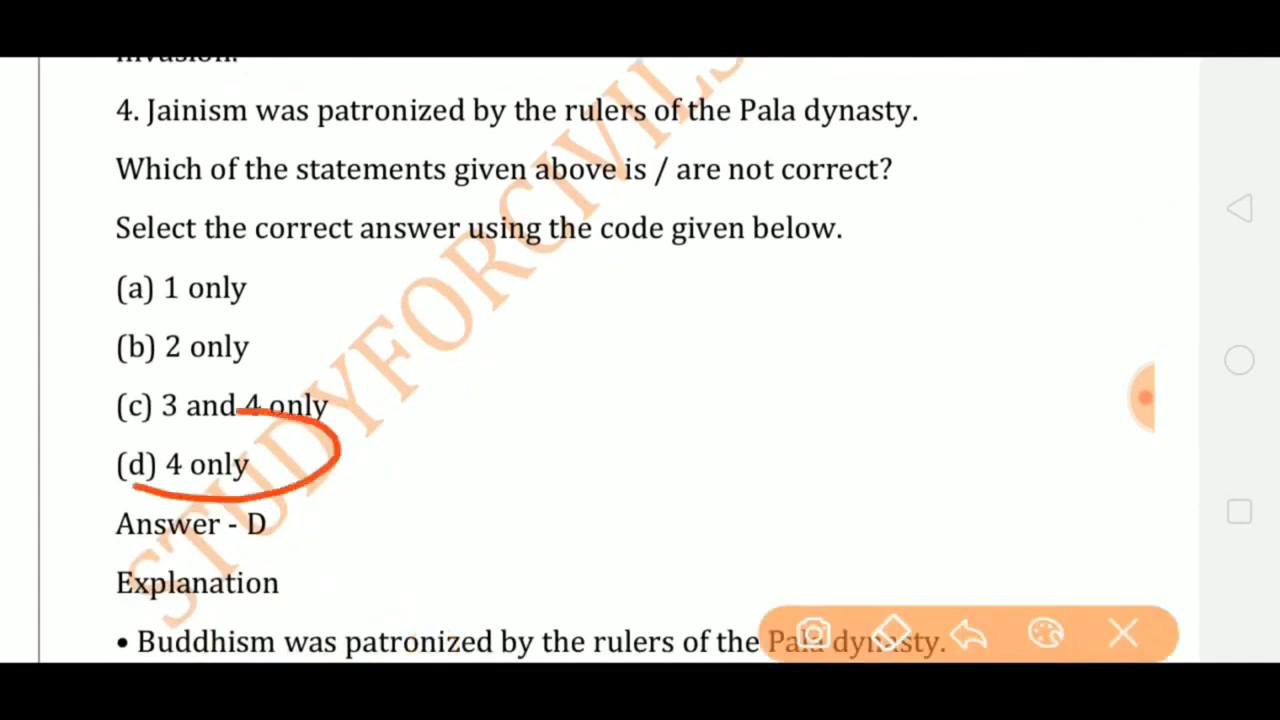 invasion.
4. Jainism was patronized by the rulers of the Pala dynasty.
Which of the statements given above is / are not correct?
Select the correct answer using the code given below.
(a) 1 only
(b) 2 only
(c) 3 and 4 only
(d) 4 only
Answer - D
Explanation
• Buddhism was patronized by the rulers of the Pala dynasty.
STUDYFORCIVILS